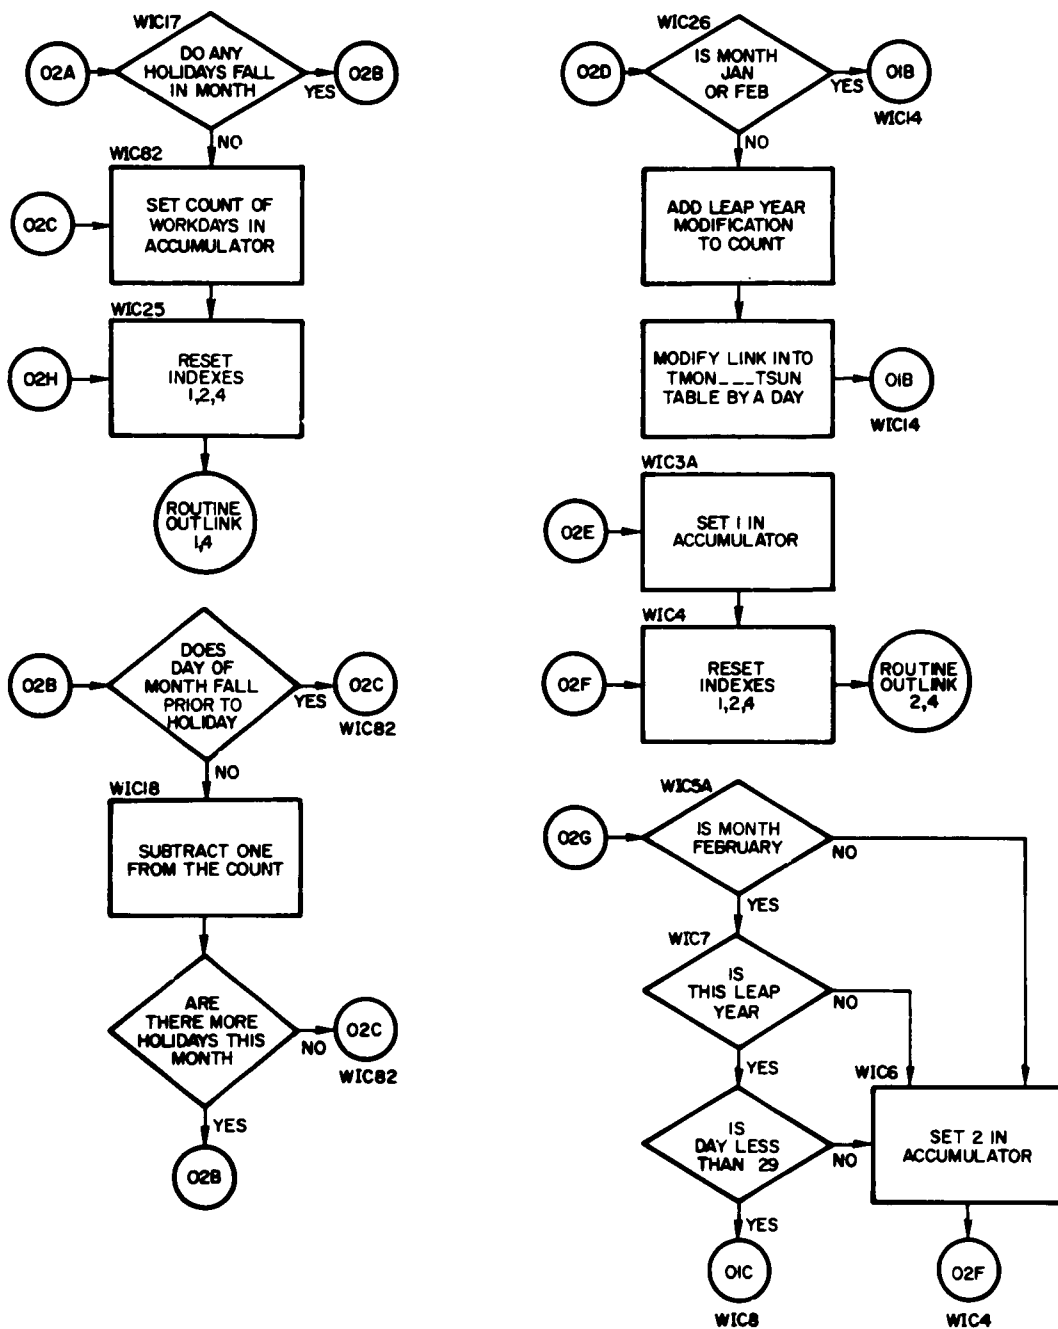 WIC17
DO ANY
HOLIDAYS FALL
IN MONTH
02A
YES
02B
NO
WIC82
SET COUNT OF
WORKDAYS IN
ACCUMULATOR
02C
WIC25
RESET
INDEXES
1,2,4
02H
ROUTINE
OUTLINK
1,4
DOES
DAY OF
MONTH FALL
PRIOR TO
HOLIDAY
02B
YES
02C
WIC82
NO
WIC18
SUBTRACT ONE
FROM THE COUNT
ARE
THERE MORE
HOLIDAYS THIS
MONTH
NO
02C
WIC82
YES
02B
WIC26
02D
IS MONTH
JAN
OR FEB
YES
01B
WIC14
NO
ADD LEAP YEAR
MODIFICATION
TO COUNT
MODIFY LINK INTO
TMON___TSUN
TABLE BY A DAY
01B
WIC14
WIC3A
02E
SET 1 IN
ACCUMULATOR
WIC4
02F
RESET
INDEXES
1,2,4
ROUTINE
OUTLINK
2,4
WIC5A
02G
IS MONTH
FEBRUARY
NO
YES
WIC7
IS
THIS LEAP
YEAR
NO
YES
WIC6
IS
DAY LESS
THAN 29
NO
SET 2 IN
ACCUMULATOR
YES
01C
WIC8
02F
WIC4